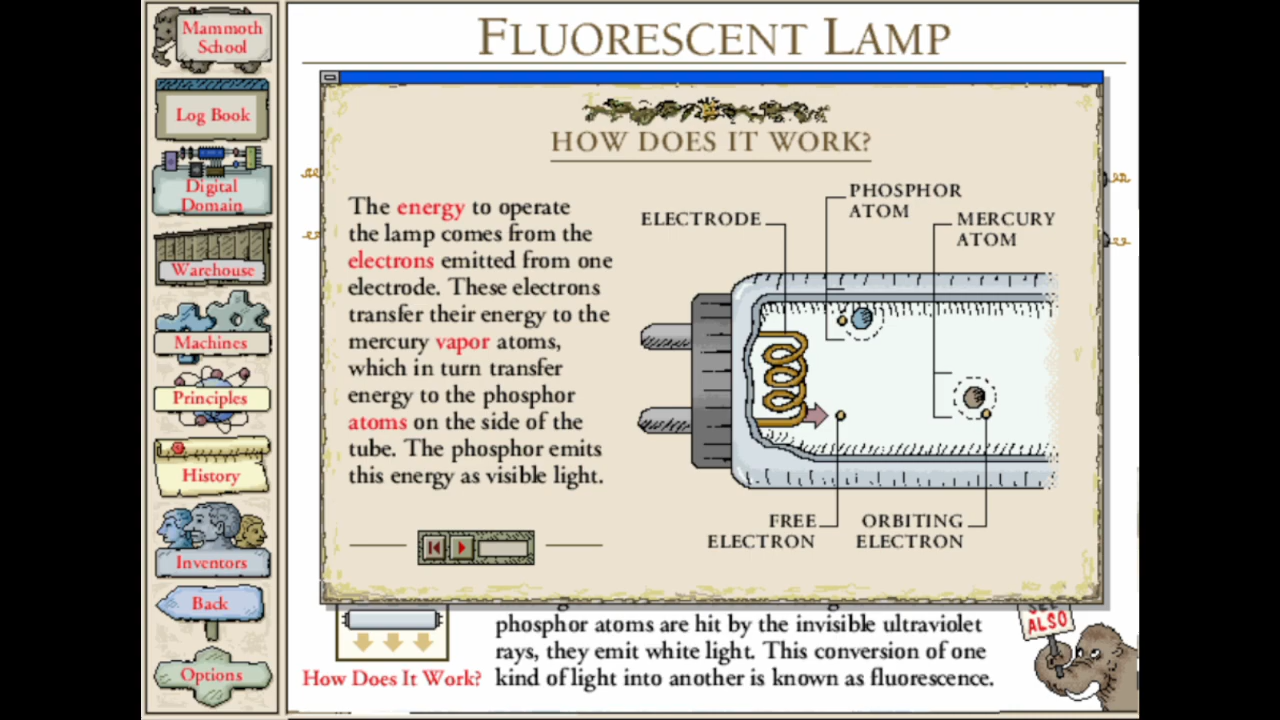 Mammoth
School
Log Book
Digital
Domain
Warehouse
Machines
Principles
History
Inventors
Back
Options
FLUORESCENT LAMP
HOW DOES IT WORK?
The energy to operate
the lamp comes from the
electrons emitted from one
electrode. These electrons
transfer their energy to the
mercury vapor atoms,
which in turn transfer
energy to the phosphor
atoms on the side of the
tube. The phosphor emits
this energy as visible light.
ELECTRODE
PHOSPHOR
ATOM
MERCURY
ATOM
FREE
ELECTRON
ORBITING
ELECTRON
How Does It Work?
phosphor atoms are hit by the invisible ultraviolet
rays, they emit white light. This conversion of one
kind of light into another is known as fluorescence.
ALSO